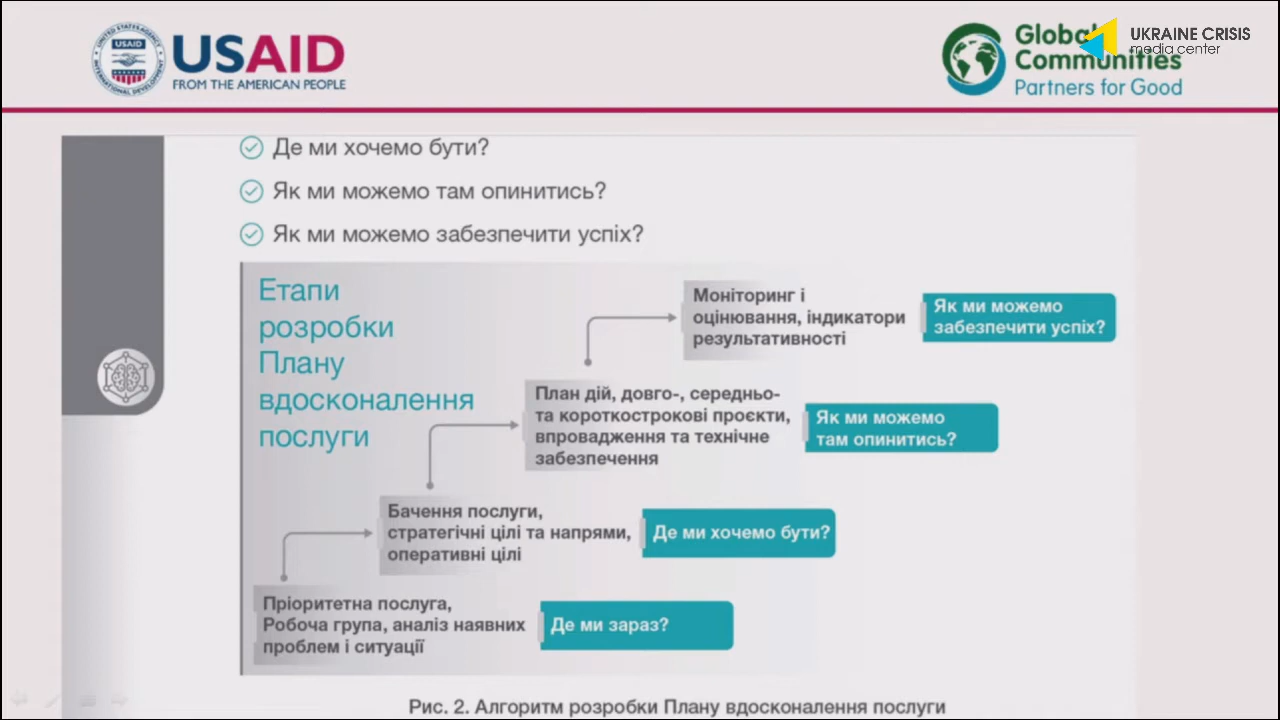 USAID
FROM THE AMERICAN PEOPLE
Global
Communities
Partners for Good
UKRAINE CRISIS
media center
Де ми хочемо бути?
Як ми можемо там опинитись?
Як ми можемо забезпечити успіх?
Етапи
розробки
Плану
вдосконалення
послуги
Моніторинг і
оцінювання, індикатори
результативності
Як ми можемо
забезпечити успіх?
План дій, довго-, середньо-
та короткострокові проєкти,
впровадження та технічне
забезпечення
Як ми можемо
там опинитись?
Бачення послуги,
стратегічні цілі та напрями,
оперативні цілі
Де ми хочемо бути?
Пріоритетна послуга,
Робоча група, аналіз наявних
проблем і ситуації
Де ми зараз?
Рис. 2. Алгоритм розробки Плану вдосконалення послуги